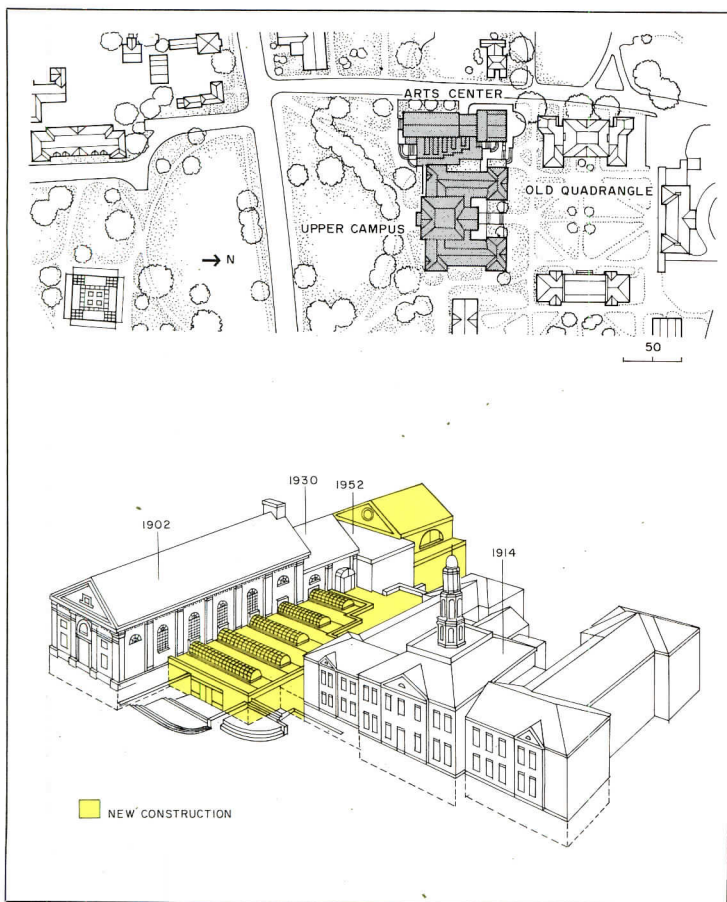 ARTS CENTER
OLD QUADRANGLE
UPPER CAMPUS
N
50
1930
1952
1902
1914
NEW CONSTRUCTION